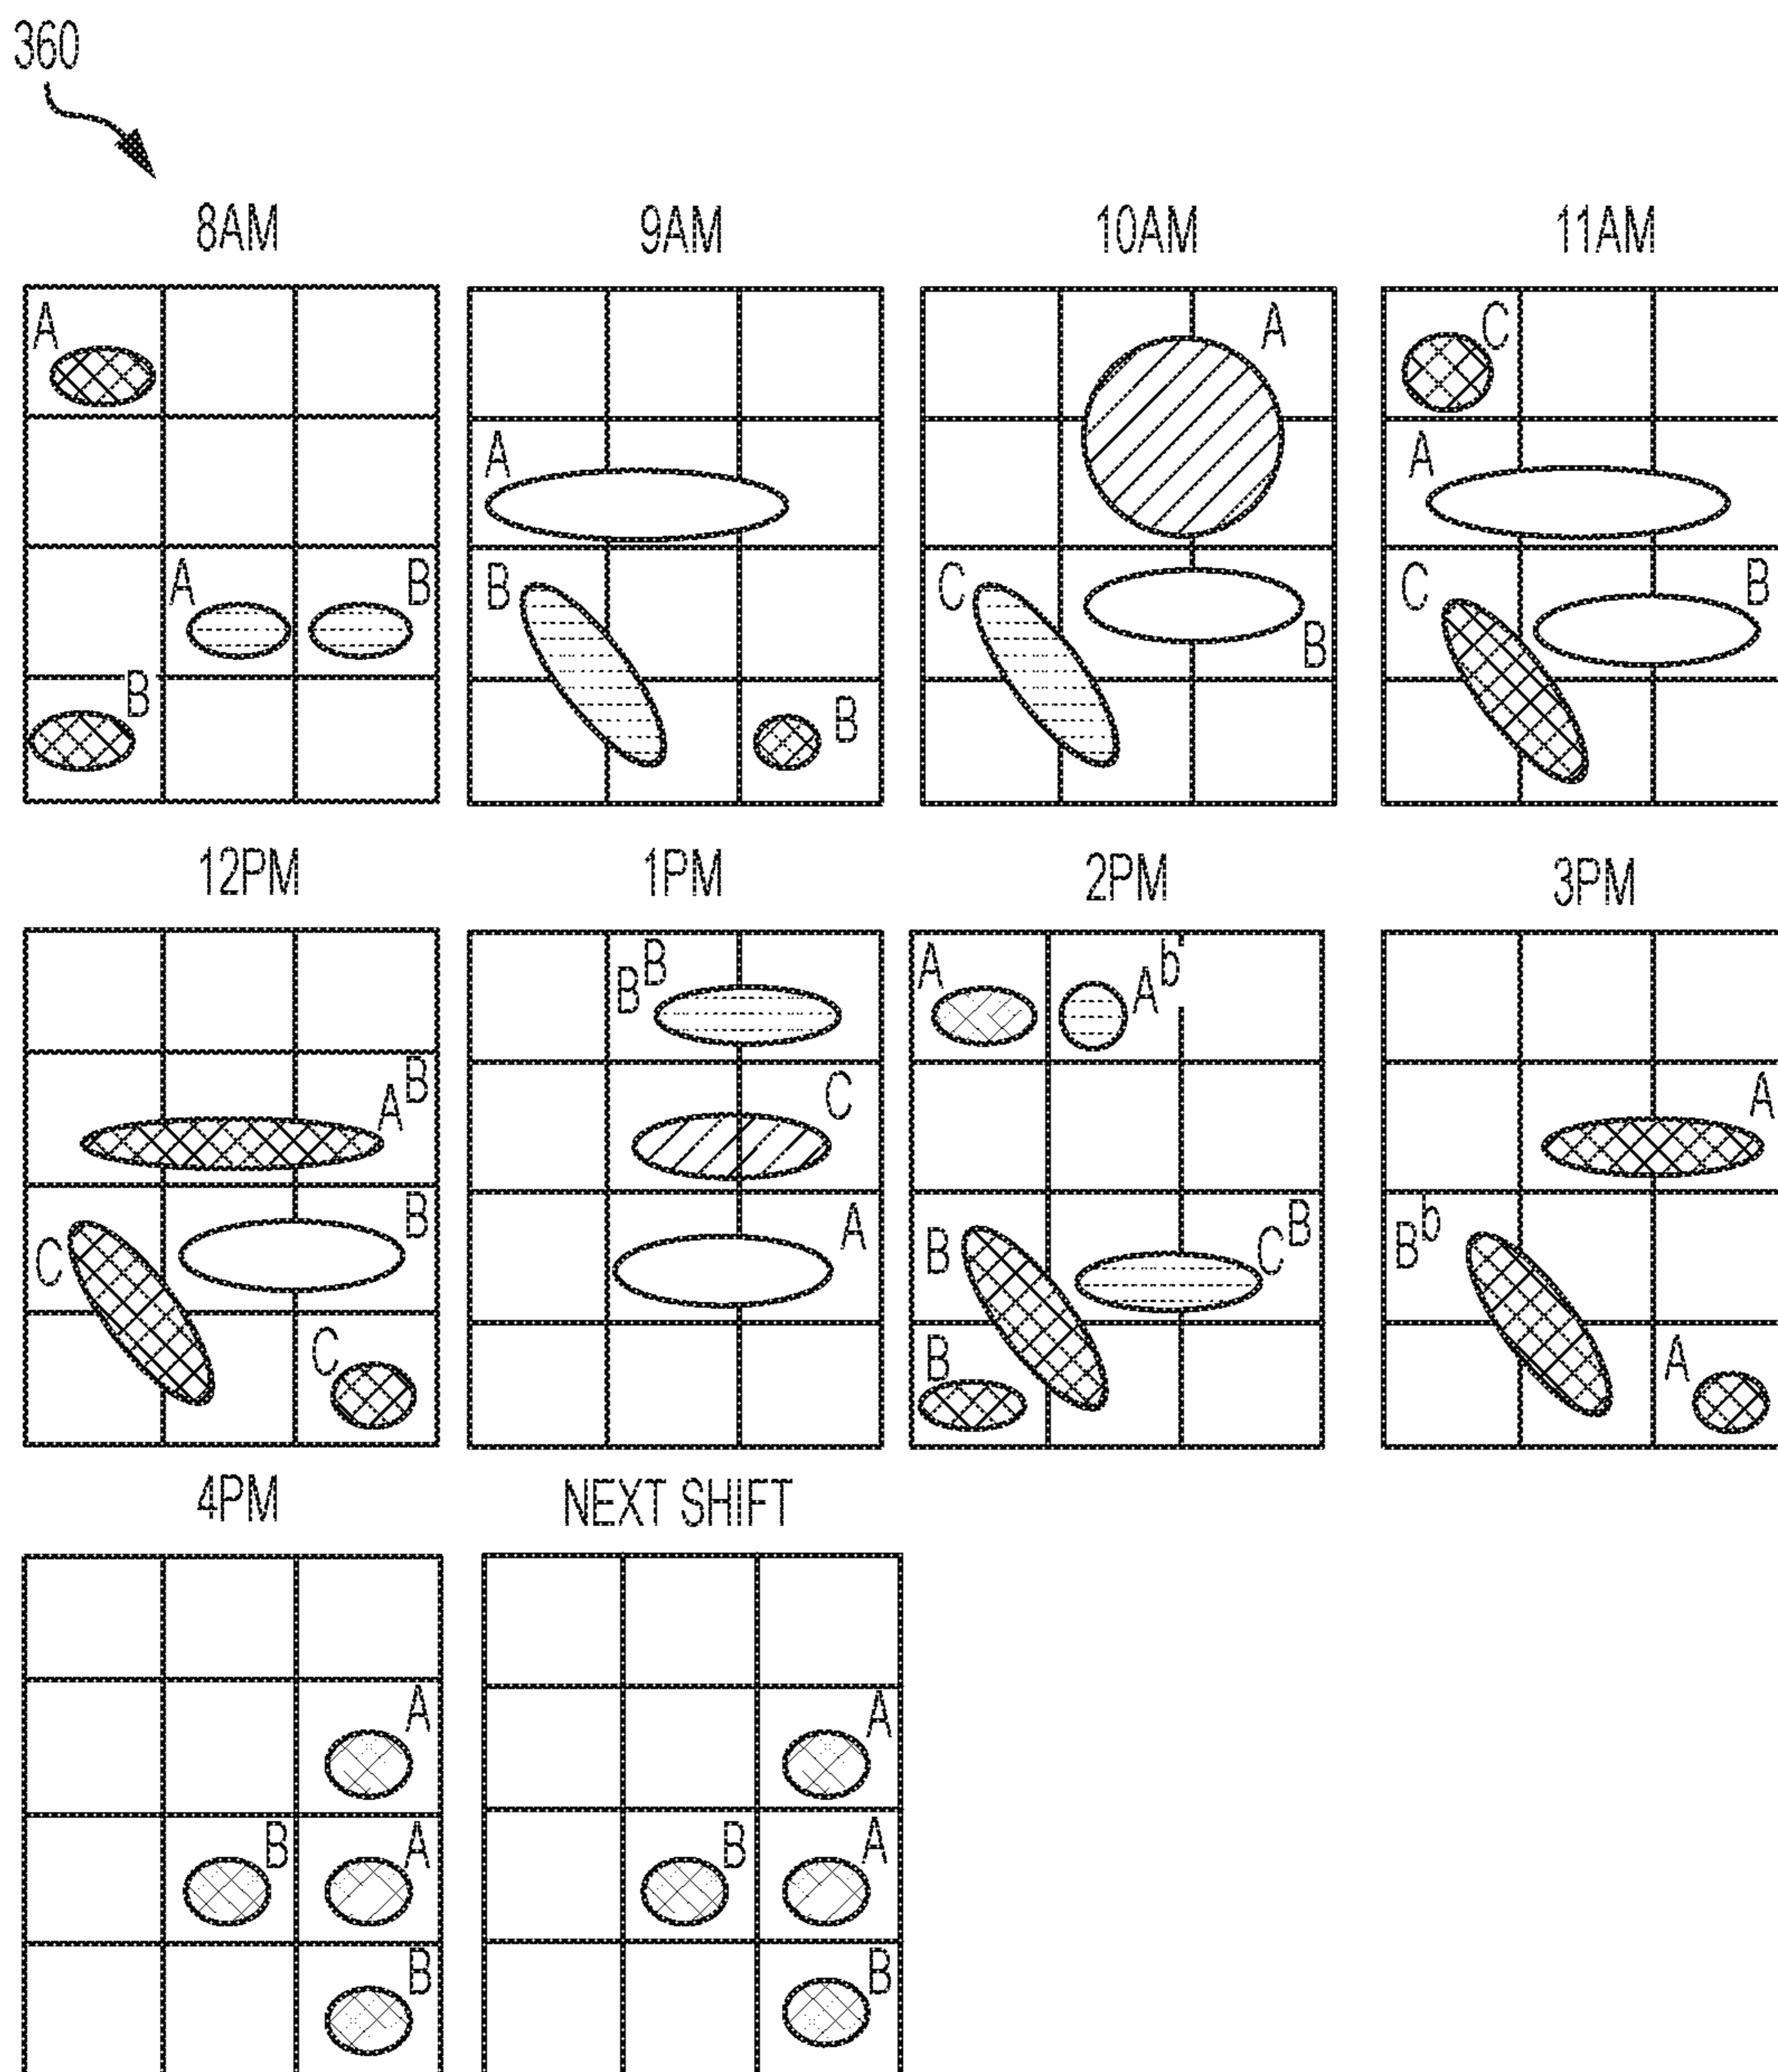 360
8AM 9AM 10AM 11AM
A A C
A A
A B B C C B
B B B
A
12PM 1PM 2PM 3PM
B B A A b
A B C A
C B A B C B B b
C B A
4PM NEXT SHIFT
A A
B A B A
B B